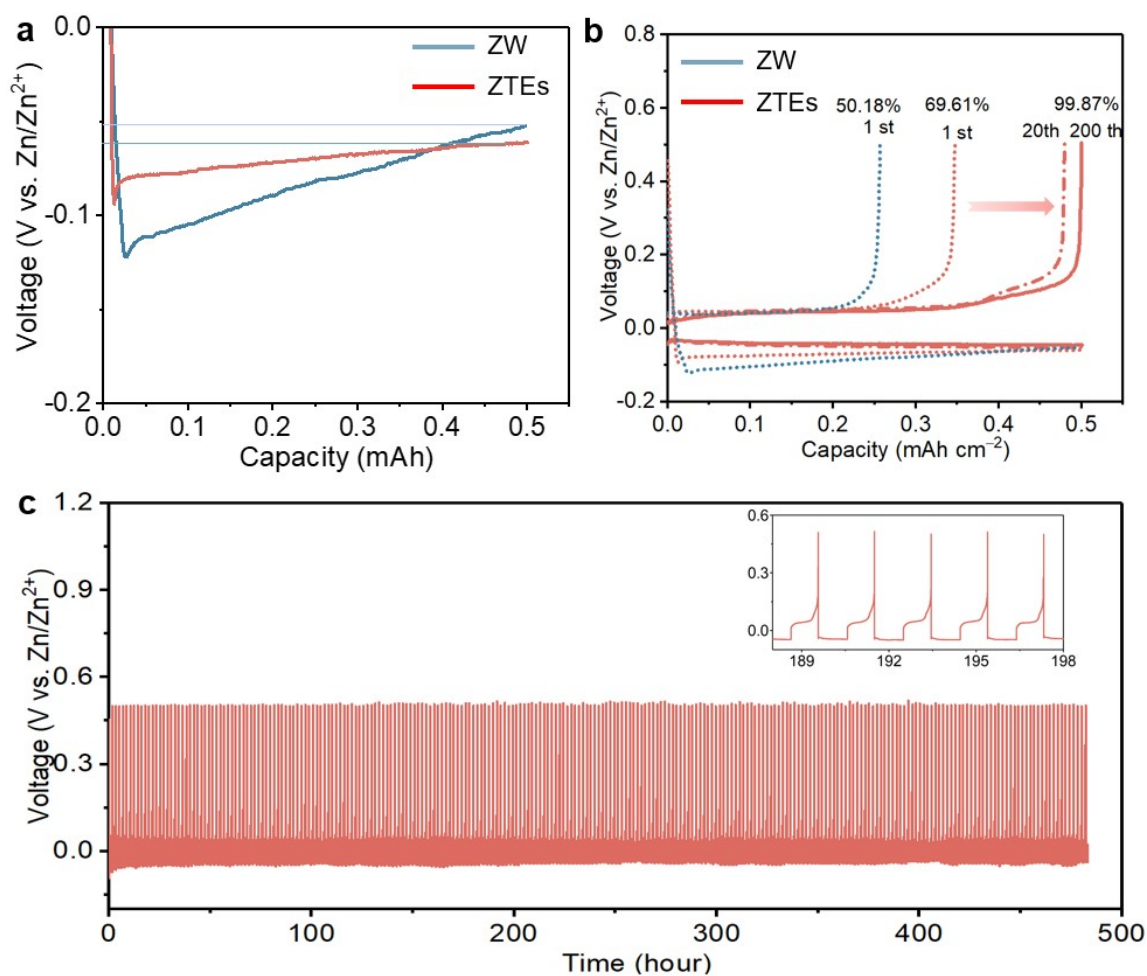 a
ZW
ZTEs
0.0
-0.1
-0.2
Voltage (V vs. Zn/Zn²⁺)
0.0 0.1 0.2 0.3 0.4 0.5
Capacity (mAh)
b
ZW
ZTEs
50.18% 69.61% 99.87%
1 st 1 st 20th 200 th
0.8
0.6
0.4
0.2
0.0
-0.2
Voltage (V vs. Zn/Zn²⁺)
0.0 0.1 0.2 0.3 0.4 0.5
Capacity (mAh cm⁻²)
c
1.2
0.9
0.6
0.3
0.0
Voltage (V vs. Zn/Zn²⁺)
0.6
0.3
0.0
189 192 195 198
0 100 200 300 400 500
Time (hour)